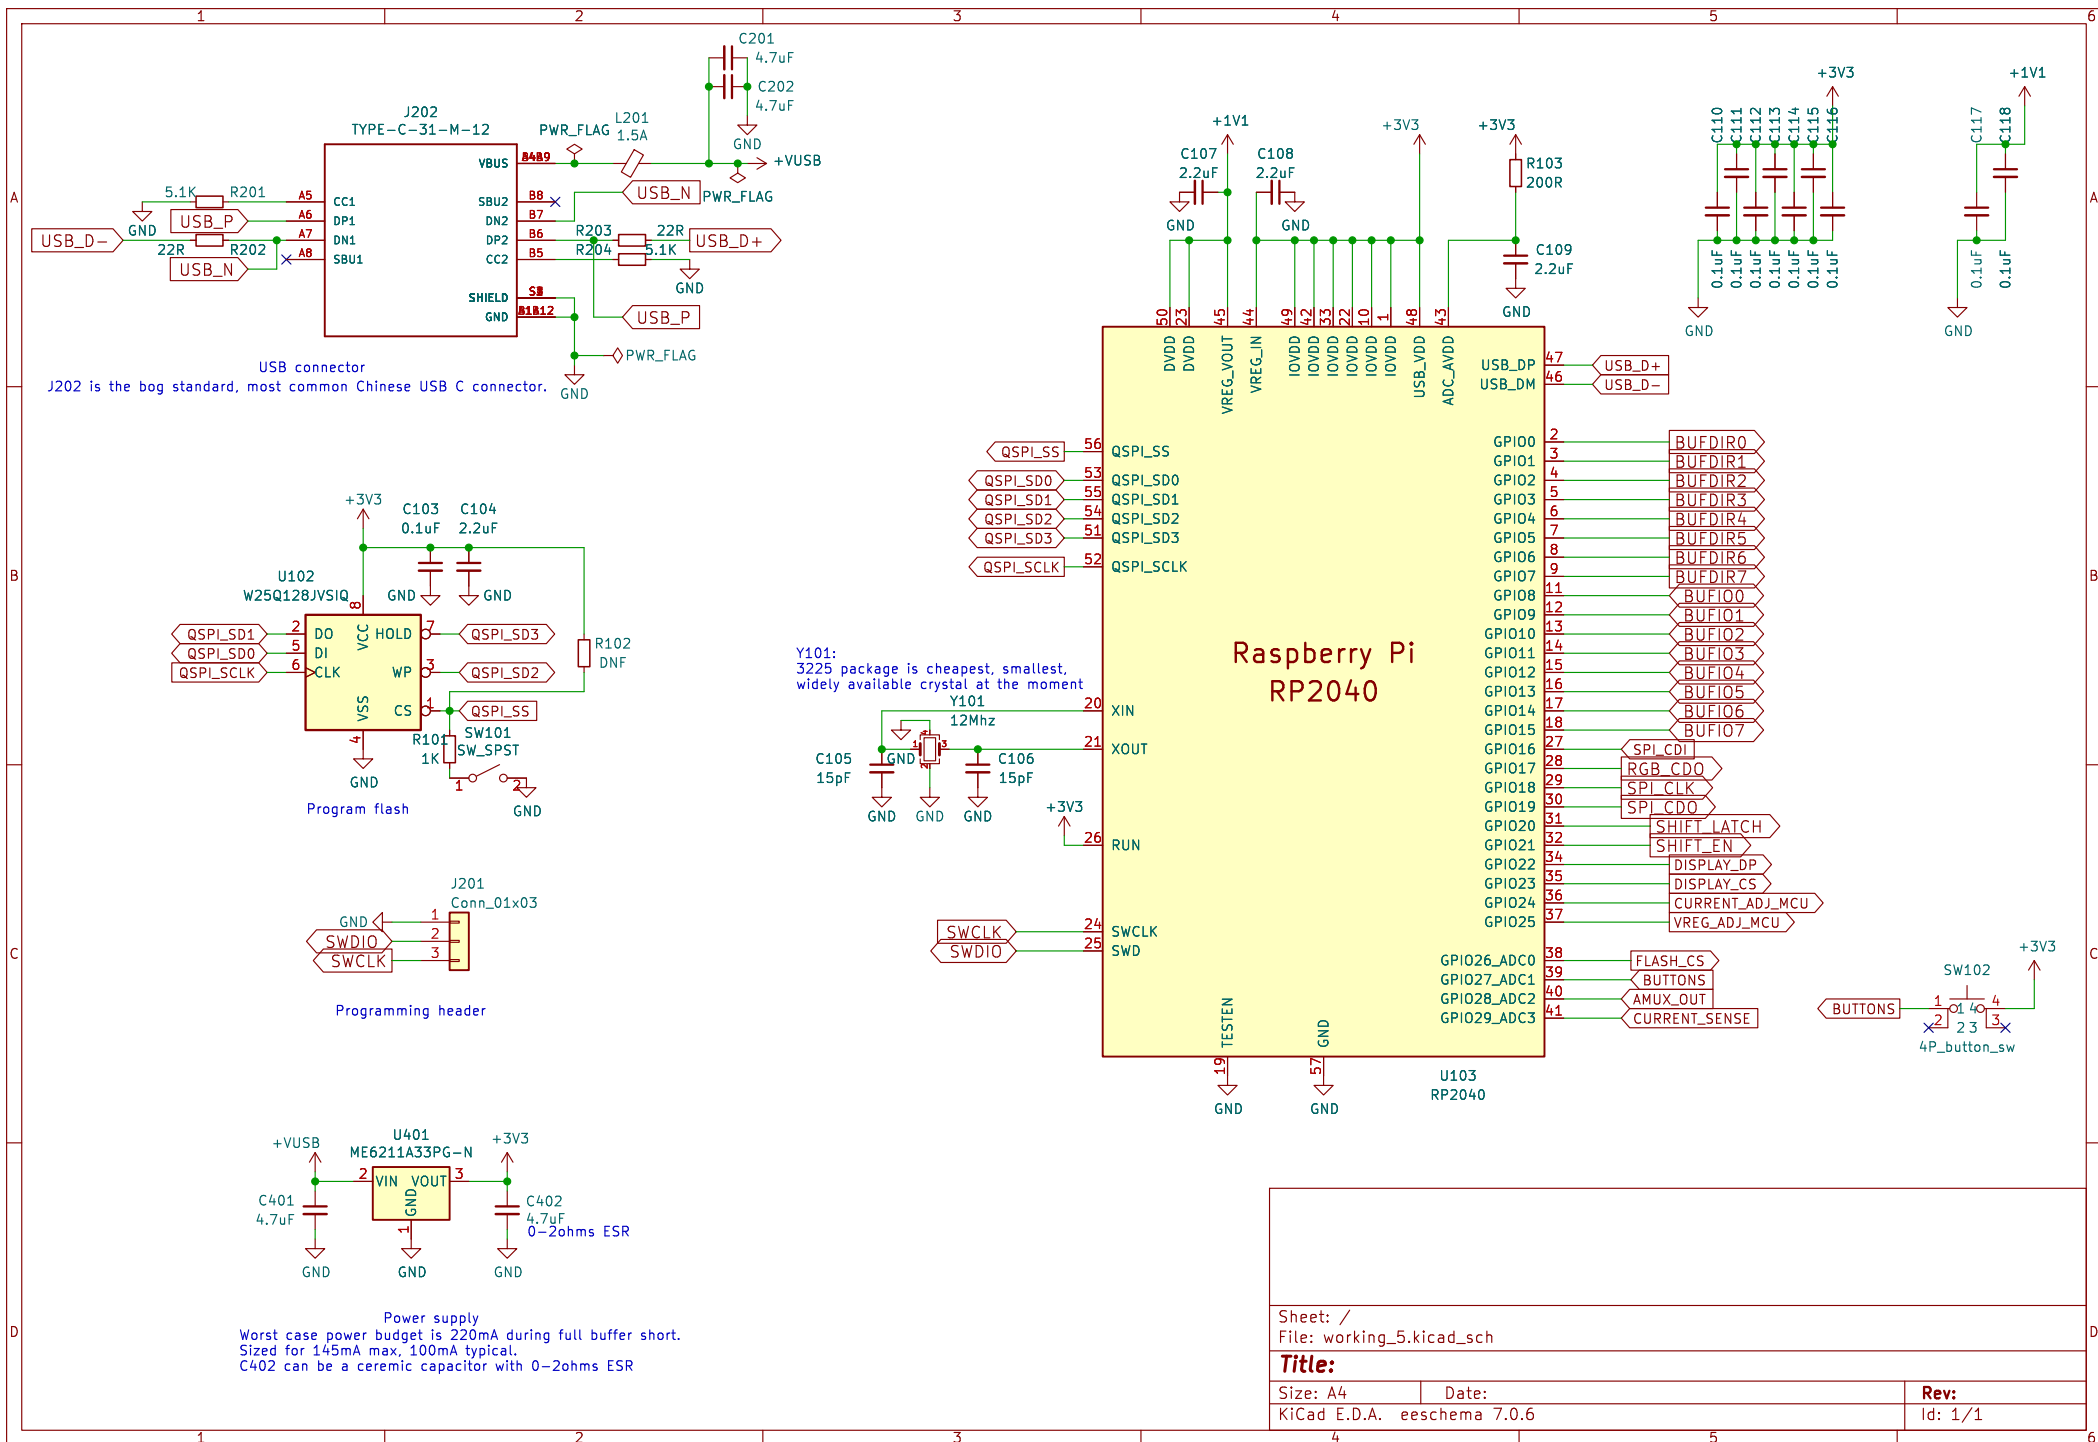 1 2 3 4 5 6
A
B
C
D
A
B
C
D
J202
TYPE-C-31-M-12
VBUS
SBU2
DN2
DP2
CC2
SHIELD
GND
CC1
DP1
DN1
SBU1
A5
A6
A7
A8
B8
B7
B6
B5
5.1K
R201
GND
USB_P
USB_D-
22R
R202
USB_N
PWR_FLAG
L201
1.5A
C201
4.7uF
C202
4.7uF
GND
+VUSB
PWR_FLAG
USB_N
R203
22R
USB_D+
R204
5.1K
GND
USB_P
PWR_FLAG
GND
USB connector
J202 is the bog standard, most common Chinese USB C connector.
+3V3
C103
0.1uF
C104
2.2uF
GND
GND
U102
W25Q128JVSIQ
8
VCC
DO
DI
CLK
HOLD
WP
CS
VSS
2
5
6
7
3
1
4
QSPI_SD1
QSPI_SD0
QSPI_SCLK
QSPI_SD3
QSPI_SD2
QSPI_SS
R102
DNF
R101
1K
SW101
SW_SPST
1
2
GND
GND
Program flash
J201
Conn_01x03
GND
1
SWDIO
2
SWCLK
3
Programming header
+VUSB
U401
ME6211A33PG-N
+3V3
2
VIN
VOUT
3
GND
1
C401
4.7uF
C402
4.7uF
0-2ohms ESR
GND
GND
GND
Power supply
Worst case power budget is 220mA during full buffer short.
Sized for 145mA max, 100mA typical.
C402 can be a ceremic capacitor with 0-2ohms ESR
+1V1
C107
2.2uF
GND
C108
2.2uF
GND
+3V3
+3V3
R103
200R
C109
2.2uF
GND
50
23
45
44
49
42
33
22
10
1
48
43
DVDD
DVDD
VREG_VOUT
VREG_IN
IOVDD
IOVDD
IOVDD
IOVDD
IOVDD
IOVDD
USB_VDD
ADC_AVDD
+3V3
C110
C111
C112
C113
C114
C115
C116
0.1uF
0.1uF
0.1uF
0.1uF
0.1uF
0.1uF
0.1uF
GND
+1V1
C117
C118
0.1uF
0.1uF
GND
QSPI_SS 56 QSPI_SS
QSPI_SD0 53 QSPI_SD0
QSPI_SD1 55 QSPI_SD1
QSPI_SD2 54 QSPI_SD2
QSPI_SD3 51 QSPI_SD3
QSPI_SCLK 52 QSPI_SCLK
Y101:
3225 package is cheapest, smallest,
widely available crystal at the moment
Y101
12Mhz
1
3
C105
15pF
GND
C106
15pF
GND
GND
GND
20 XIN
21 XOUT
+3V3
26 RUN
SWCLK 24 SWCLK
SWDIO 25 SWD
Raspberry Pi
RP2040
USB_DP 47 USB_D+
USB_DM 46 USB_D-
GPIO0 2 BUFDIR0
GPIO1 3 BUFDIR1
GPIO2 4 BUFDIR2
GPIO3 5 BUFDIR3
GPIO4 6 BUFDIR4
GPIO5 7 BUFDIR5
GPIO6 8 BUFDIR6
GPIO7 9 BUFDIR7
GPIO8 11 BUFIO0
GPIO9 12 BUFIO1
GPIO10 13 BUFIO2
GPIO11 14 BUFIO3
GPIO12 15 BUFIO4
GPIO13 16 BUFIO5
GPIO14 17 BUFIO6
GPIO15 18 BUFIO7
GPIO16 27 SPI_CDI
GPIO17 28 RGB_CDO
GPIO18 29 SPI_CLK
GPIO19 30 SPI_CDO
GPIO20 31 SHIFT_LATCH
GPIO21 32 SHIFT_EN
GPIO22 34 DISPLAY_DP
GPIO23 35 DISPLAY_CS
GPIO24 36 CURRENT_ADJ_MCU
GPIO25 37 VREG_ADJ_MCU
GPIO26_ADC0 38 FLASH_CS
GPIO27_ADC1 39 BUTTONS
GPIO28_ADC2 40 AMUX_OUT
GPIO29_ADC3 41 CURRENT_SENSE
TESTEN
GND
19
57
GND
GND
U103
RP2040
+3V3
SW102
BUTTONS
1
1 4
4
2
2 3
3
4P_button_sw
Sheet: /
File: working_5.kicad_sch
Title:
Size: A4
Date:
Rev:
KiCad E.D.A. eeschema 7.0.6
Id: 1/1
1 2 3 4 5 6